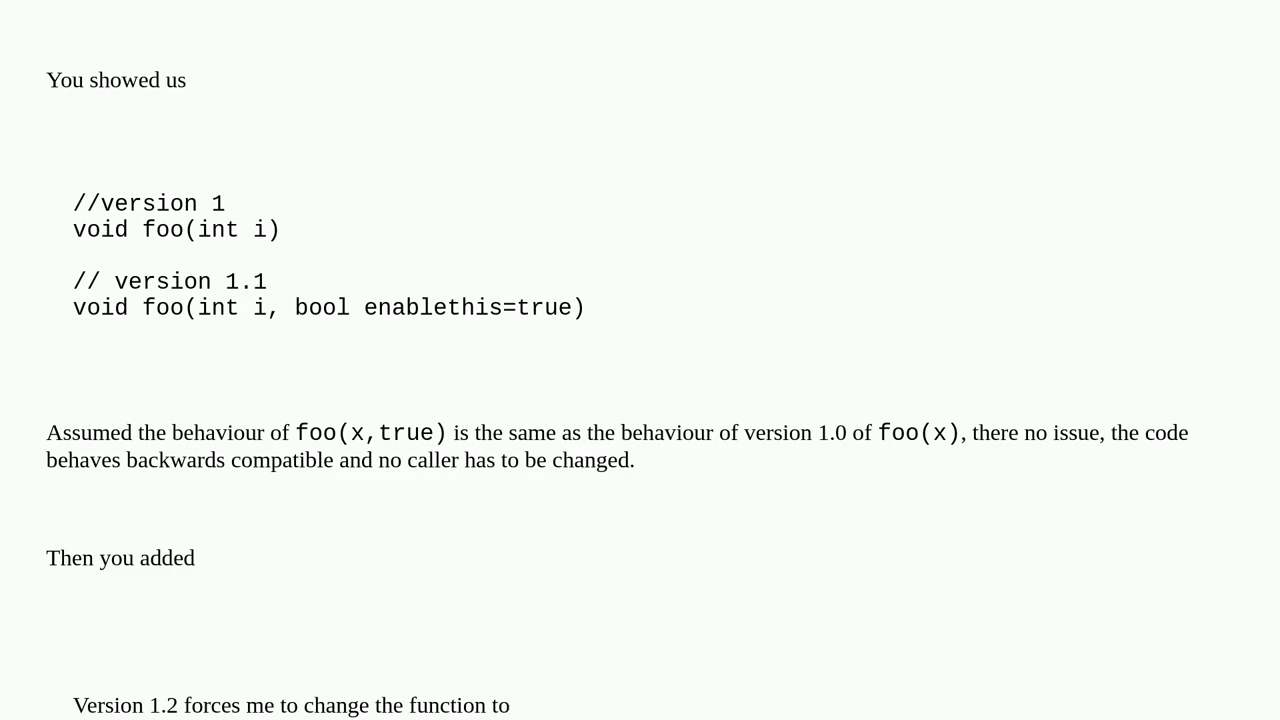 You showed us
//version 1
void foo(int i)
// version 1.1
void foo(int i, bool enablethis=true)
Assumed the behaviour of foo(x,true) is the same as the behaviour of version 1.0 of foo(x), there no issue, the code
behaves backwards compatible and no caller has to be changed.
Then you added
Version 1.2 forces me to change the function to